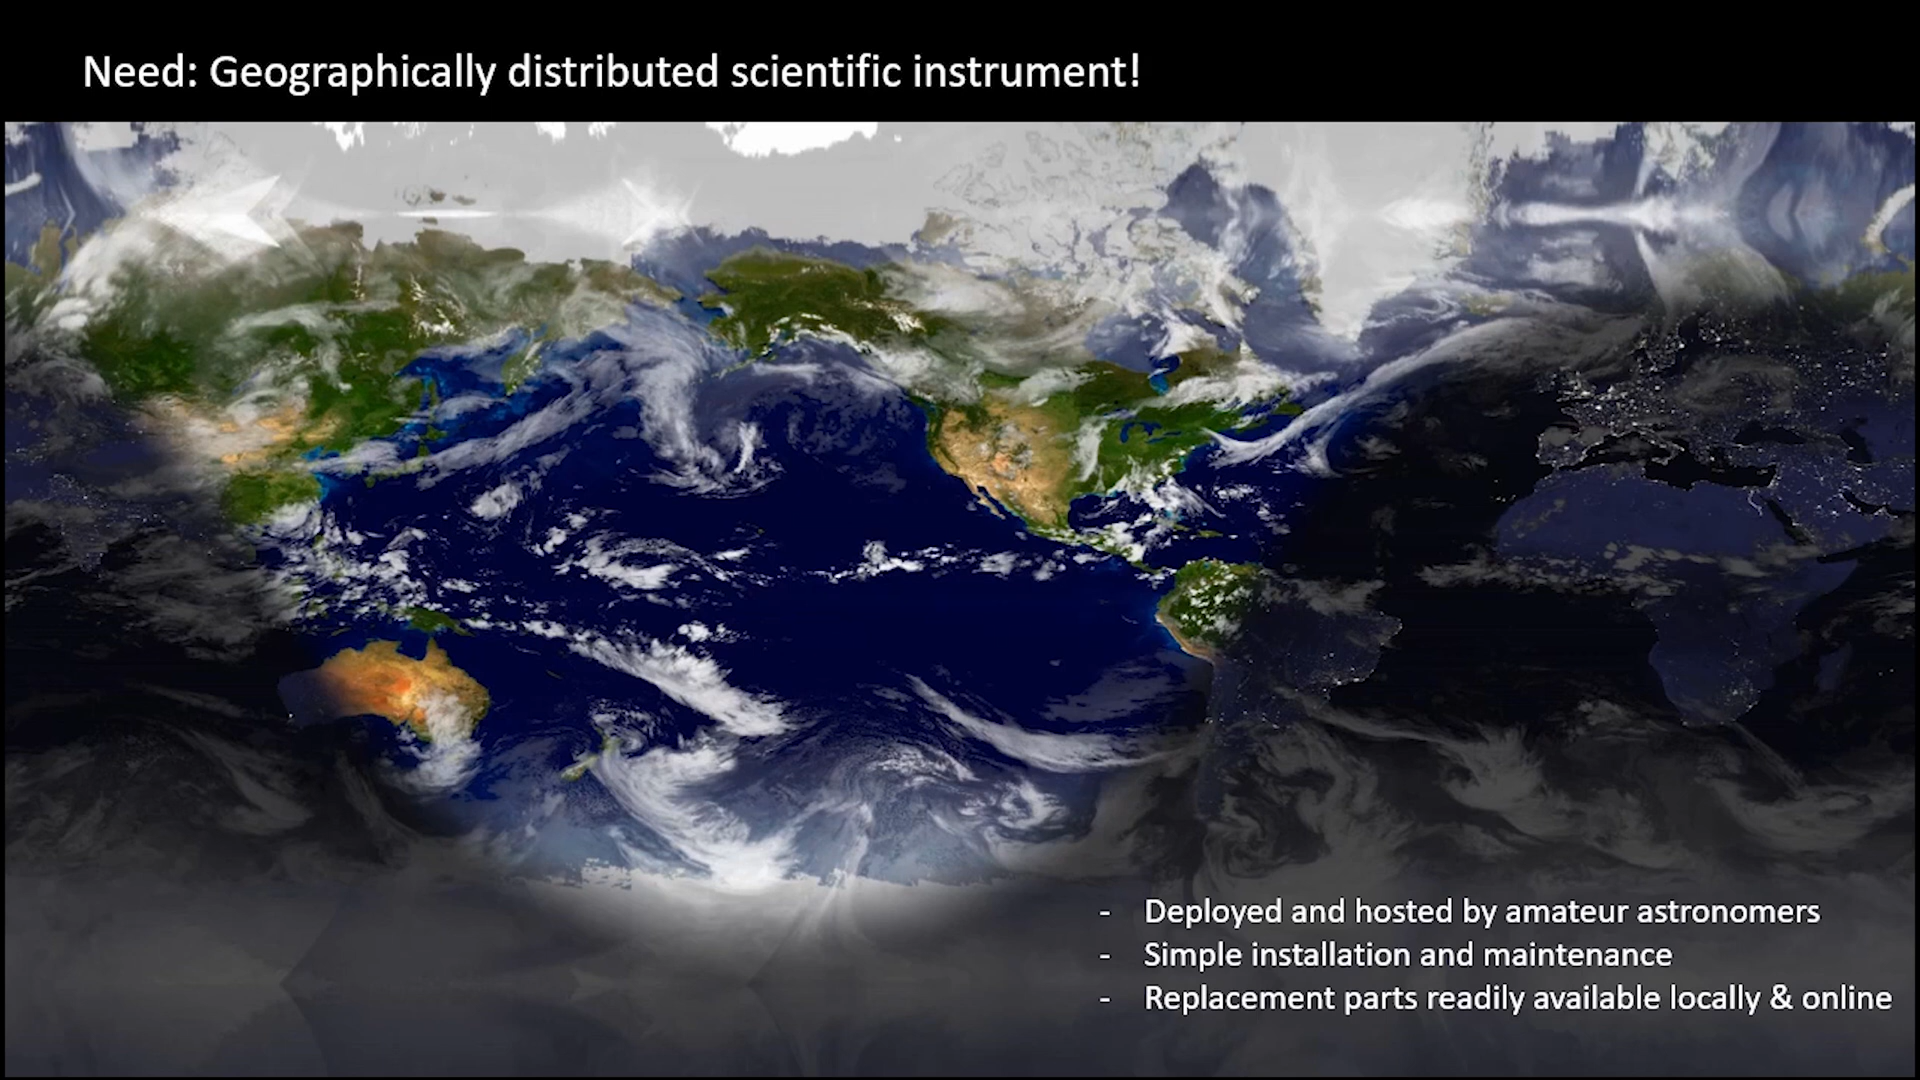 Need: Geographically distributed scientific instrument!
- Deployed and hosted by amateur astronomers
- Simple installation and maintenance
- Replacement parts readily available locally & online